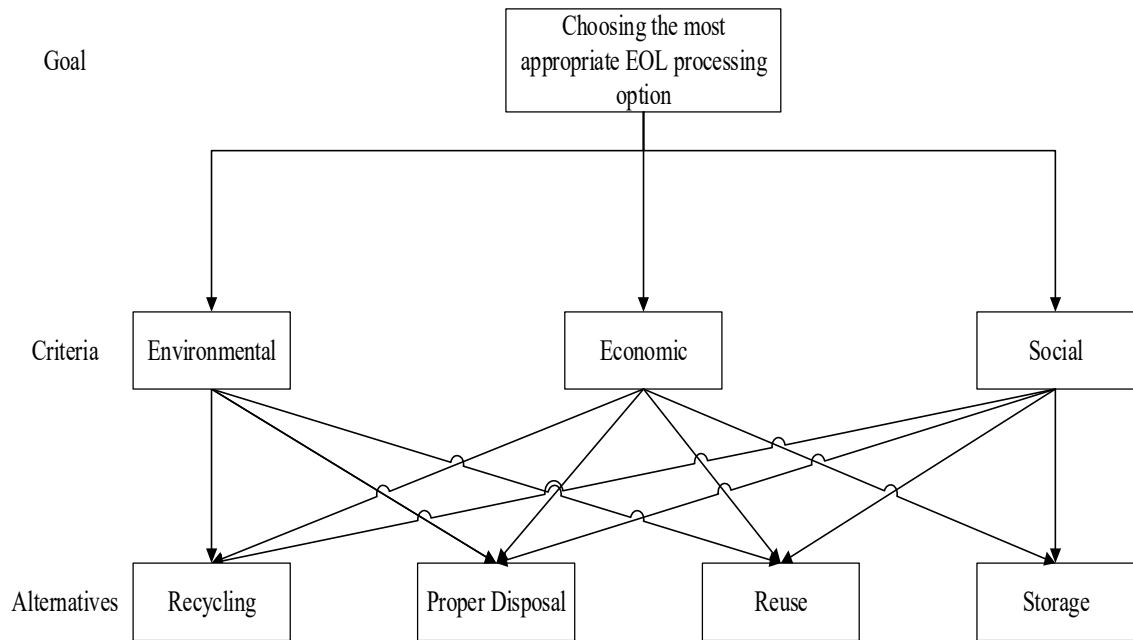 Goal
Choosing the most
appropriate EOL processing
option
Criteria
Environmental
Economic
Social
Alternatives
Recycling
Proper Disposal
Reuse
Storage